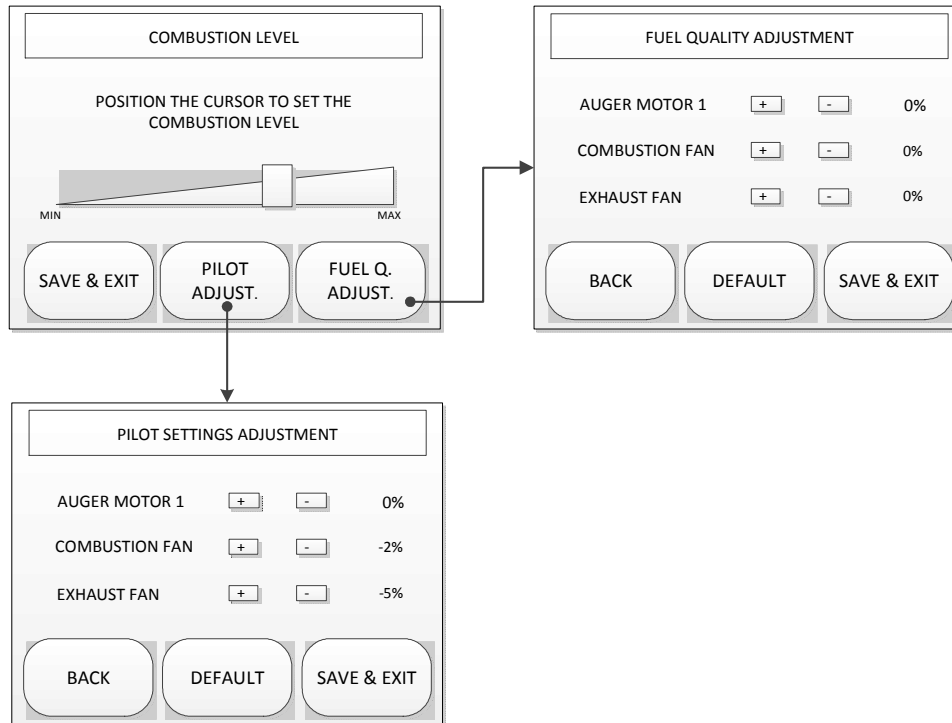 COMBUSTION LEVEL
POSITION THE CURSOR TO SET THE
COMBUSTION LEVEL
MIN MAX
SAVE & EXIT
PILOT
ADJUST.
FUEL Q.
ADJUST.
FUEL QUALITY ADJUSTMENT
AUGER MOTOR 1 + - 0%
COMBUSTION FAN + - 0%
EXHAUST FAN + - 0%
BACK DEFAULT SAVE & EXIT
PILOT SETTINGS ADJUSTMENT
AUGER MOTOR 1 + - 0%
COMBUSTION FAN + - -2%
EXHAUST FAN + - -5%
BACK DEFAULT SAVE & EXIT